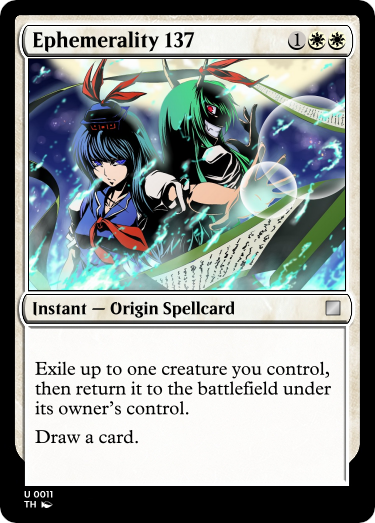 Ephemerality 137
1
Instant — Origin Spellcard
Exile up to one creature you control,
then return it to the battlefield under
its owner's control.
Draw a card.
U 0011
TH